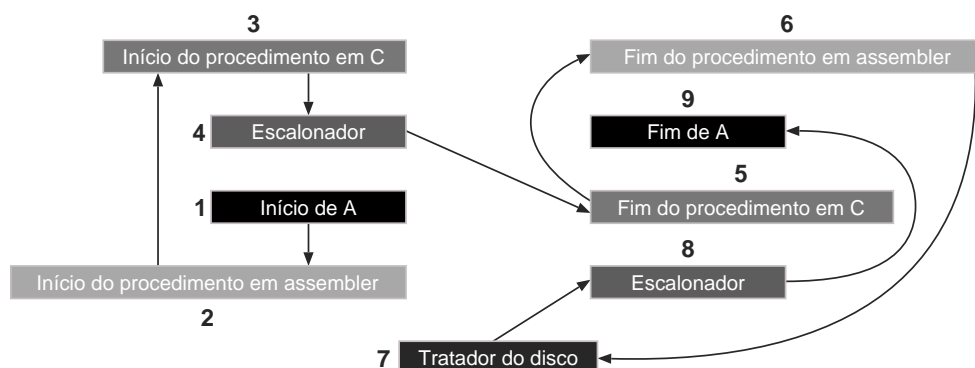 3
Início do procedimento em C
4
Escalonador
1
Início de A
Início do procedimento em assembler
2
6
Fim do procedimento em assembler
9
Fim de A
5
Fim do procedimento em C
8
Escalonador
7
Tratador do disco